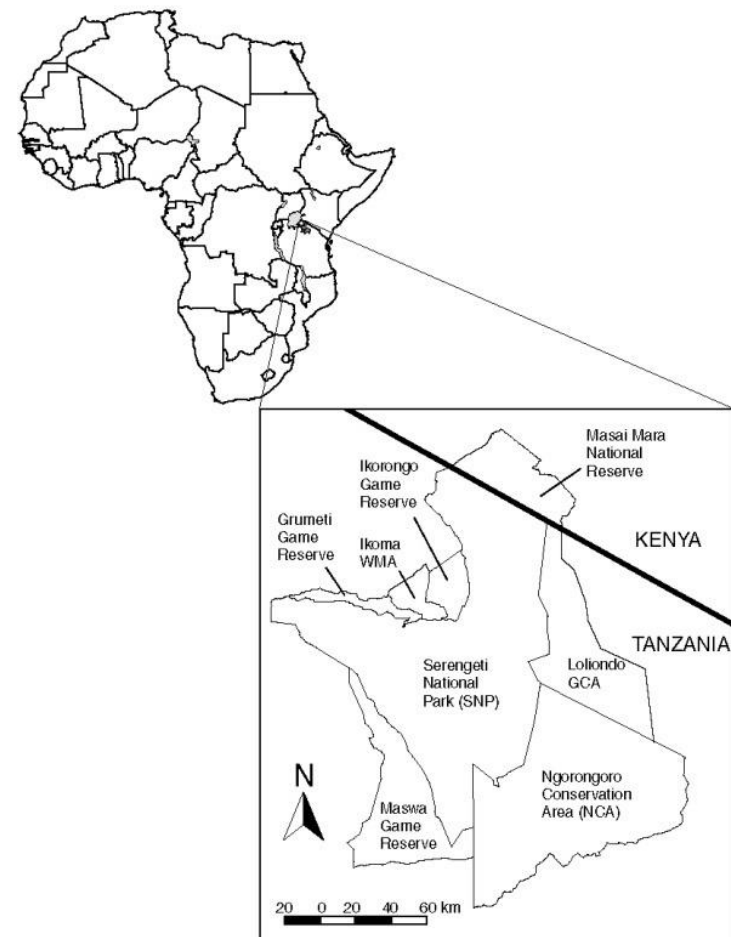 Masai Mara
National
Reserve
Ikorongo
Game
Reserve
Grumeti
Game
Reserve
Ikoma
WMA
KENYA
TANZANIA
Serengeti
National
Park (SNP)
Loliondo
GCA
Ngorongoro
Conservation
Area (NCA)
N
Maswa
Game
Reserve
20 0 20 40 60 km